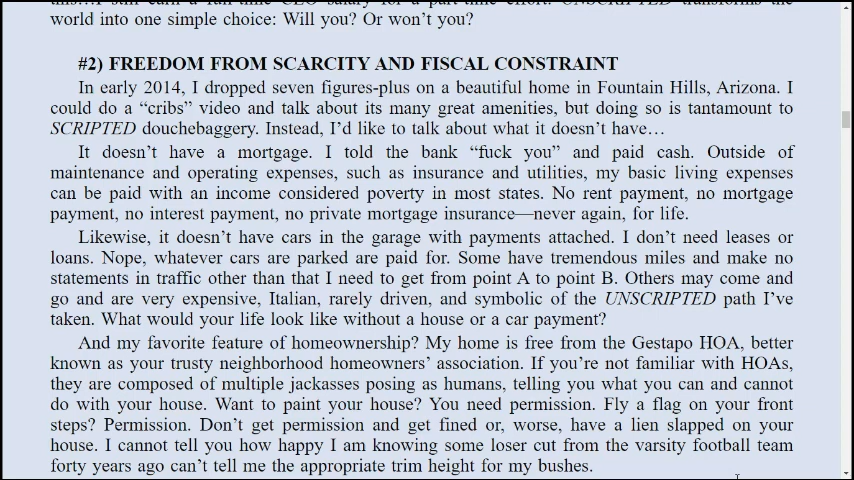 world into one simple choice: Will you? Or won’t you?
#2) FREEDOM FROM SCARCITY AND FISCAL CONSTRAINT
In early 2014, I dropped seven figures-plus on a beautiful home in Fountain Hills, Arizona. I
could do a “cribs” video and talk about its many great amenities, but doing so is tantamount to
SCRIPTED douchebaggery. Instead, I’d like to talk about what it doesn’t have…
It doesn’t have a mortgage. I told the bank “fuck you” and paid cash. Outside of
maintenance and operating expenses, such as insurance and utilities, my basic living expenses
can be paid with an income considered poverty in most states. No rent payment, no mortgage
payment, no interest payment, no private mortgage insurance—never again, for life.
Likewise, it doesn’t have cars in the garage with payments attached. I don’t need leases or
loans. Nope, whatever cars are parked are paid for. Some have tremendous miles and make no
statements in traffic other than that I need to get from point A to point B. Others may come and
go and are very expensive, Italian, rarely driven, and symbolic of the UNSCRIPTED path I’ve
taken. What would your life look like without a house or a car payment?
And my favorite feature of homeownership? My home is free from the Gestapo HOA, better
known as your trusty neighborhood homeowners’ association. If you’re not familiar with HOAs,
they are composed of multiple jackasses posing as humans, telling you what you can and cannot
do with your house. Want to paint your house? You need permission. Fly a flag on your front
steps? Permission. Don’t get permission and get fined or, worse, have a lien slapped on your
house. I cannot tell you how happy I am knowing some loser cut from the varsity football team
forty years ago can’t tell me the appropriate trim height for my bushes.